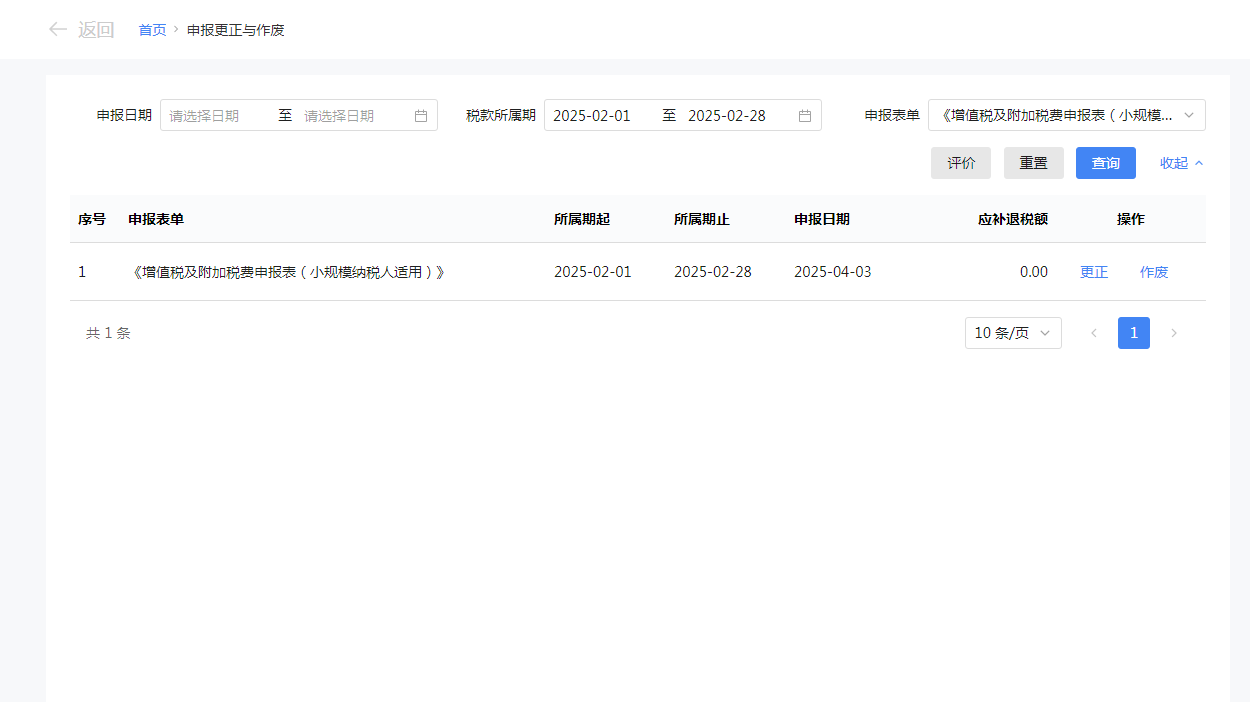 返回 首页 > 申报更正与作废
申报日期 请选择日期 至 请选择日期 税款所属期 2025-02-01 至 2025-02-28 申报表单 《增值税及附加税费申报表（小规模...
评价 重置 查询 收起
序号 申报表单 所属期起 所属期止 申报日期 应补退税额 操作
1 《增值税及附加税费申报表（小规模纳税人适用）》 2025-02-01 2025-02-28 2025-04-03 0.00 更正 作废
共 1 条 10 条/页 < 1 >